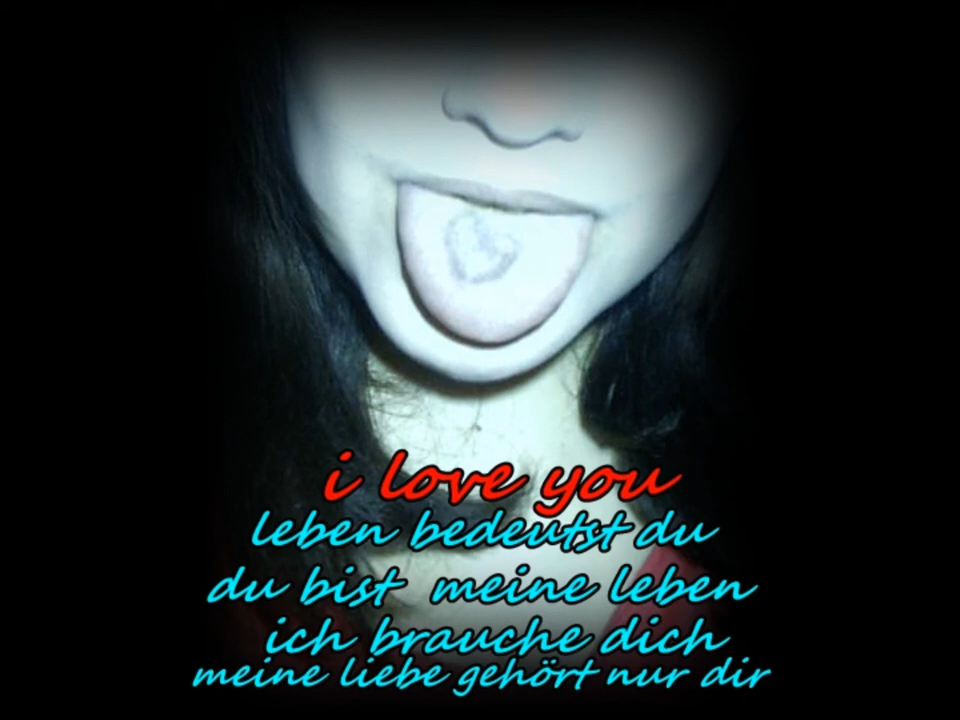 i love you
leben bedeutst du
du bist meine leben
ich brauche dich
meine liebe gehört nur dir